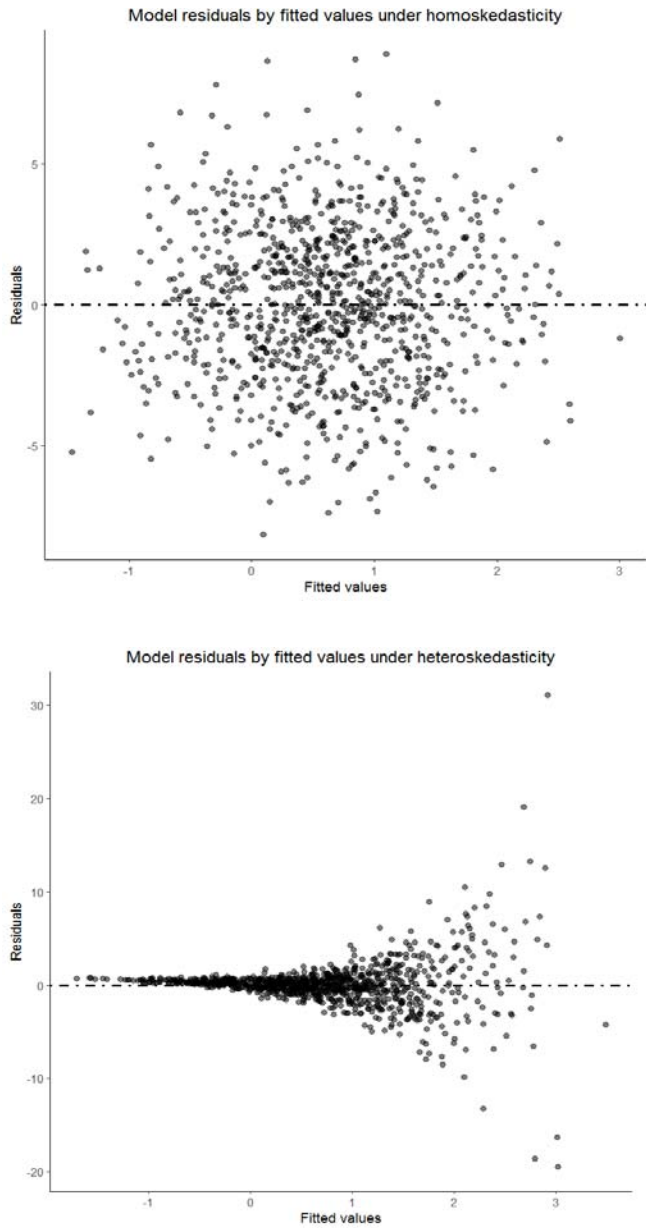 Model residuals by fitted values under homoskedasticity
5
0
-5
Residuals
-1 0 1 2 3
Fitted values
Model residuals by fitted values under heteroskedasticity
30
20
10
0
-10
-20
Residuals
-1 0 1 2 3
Fitted values